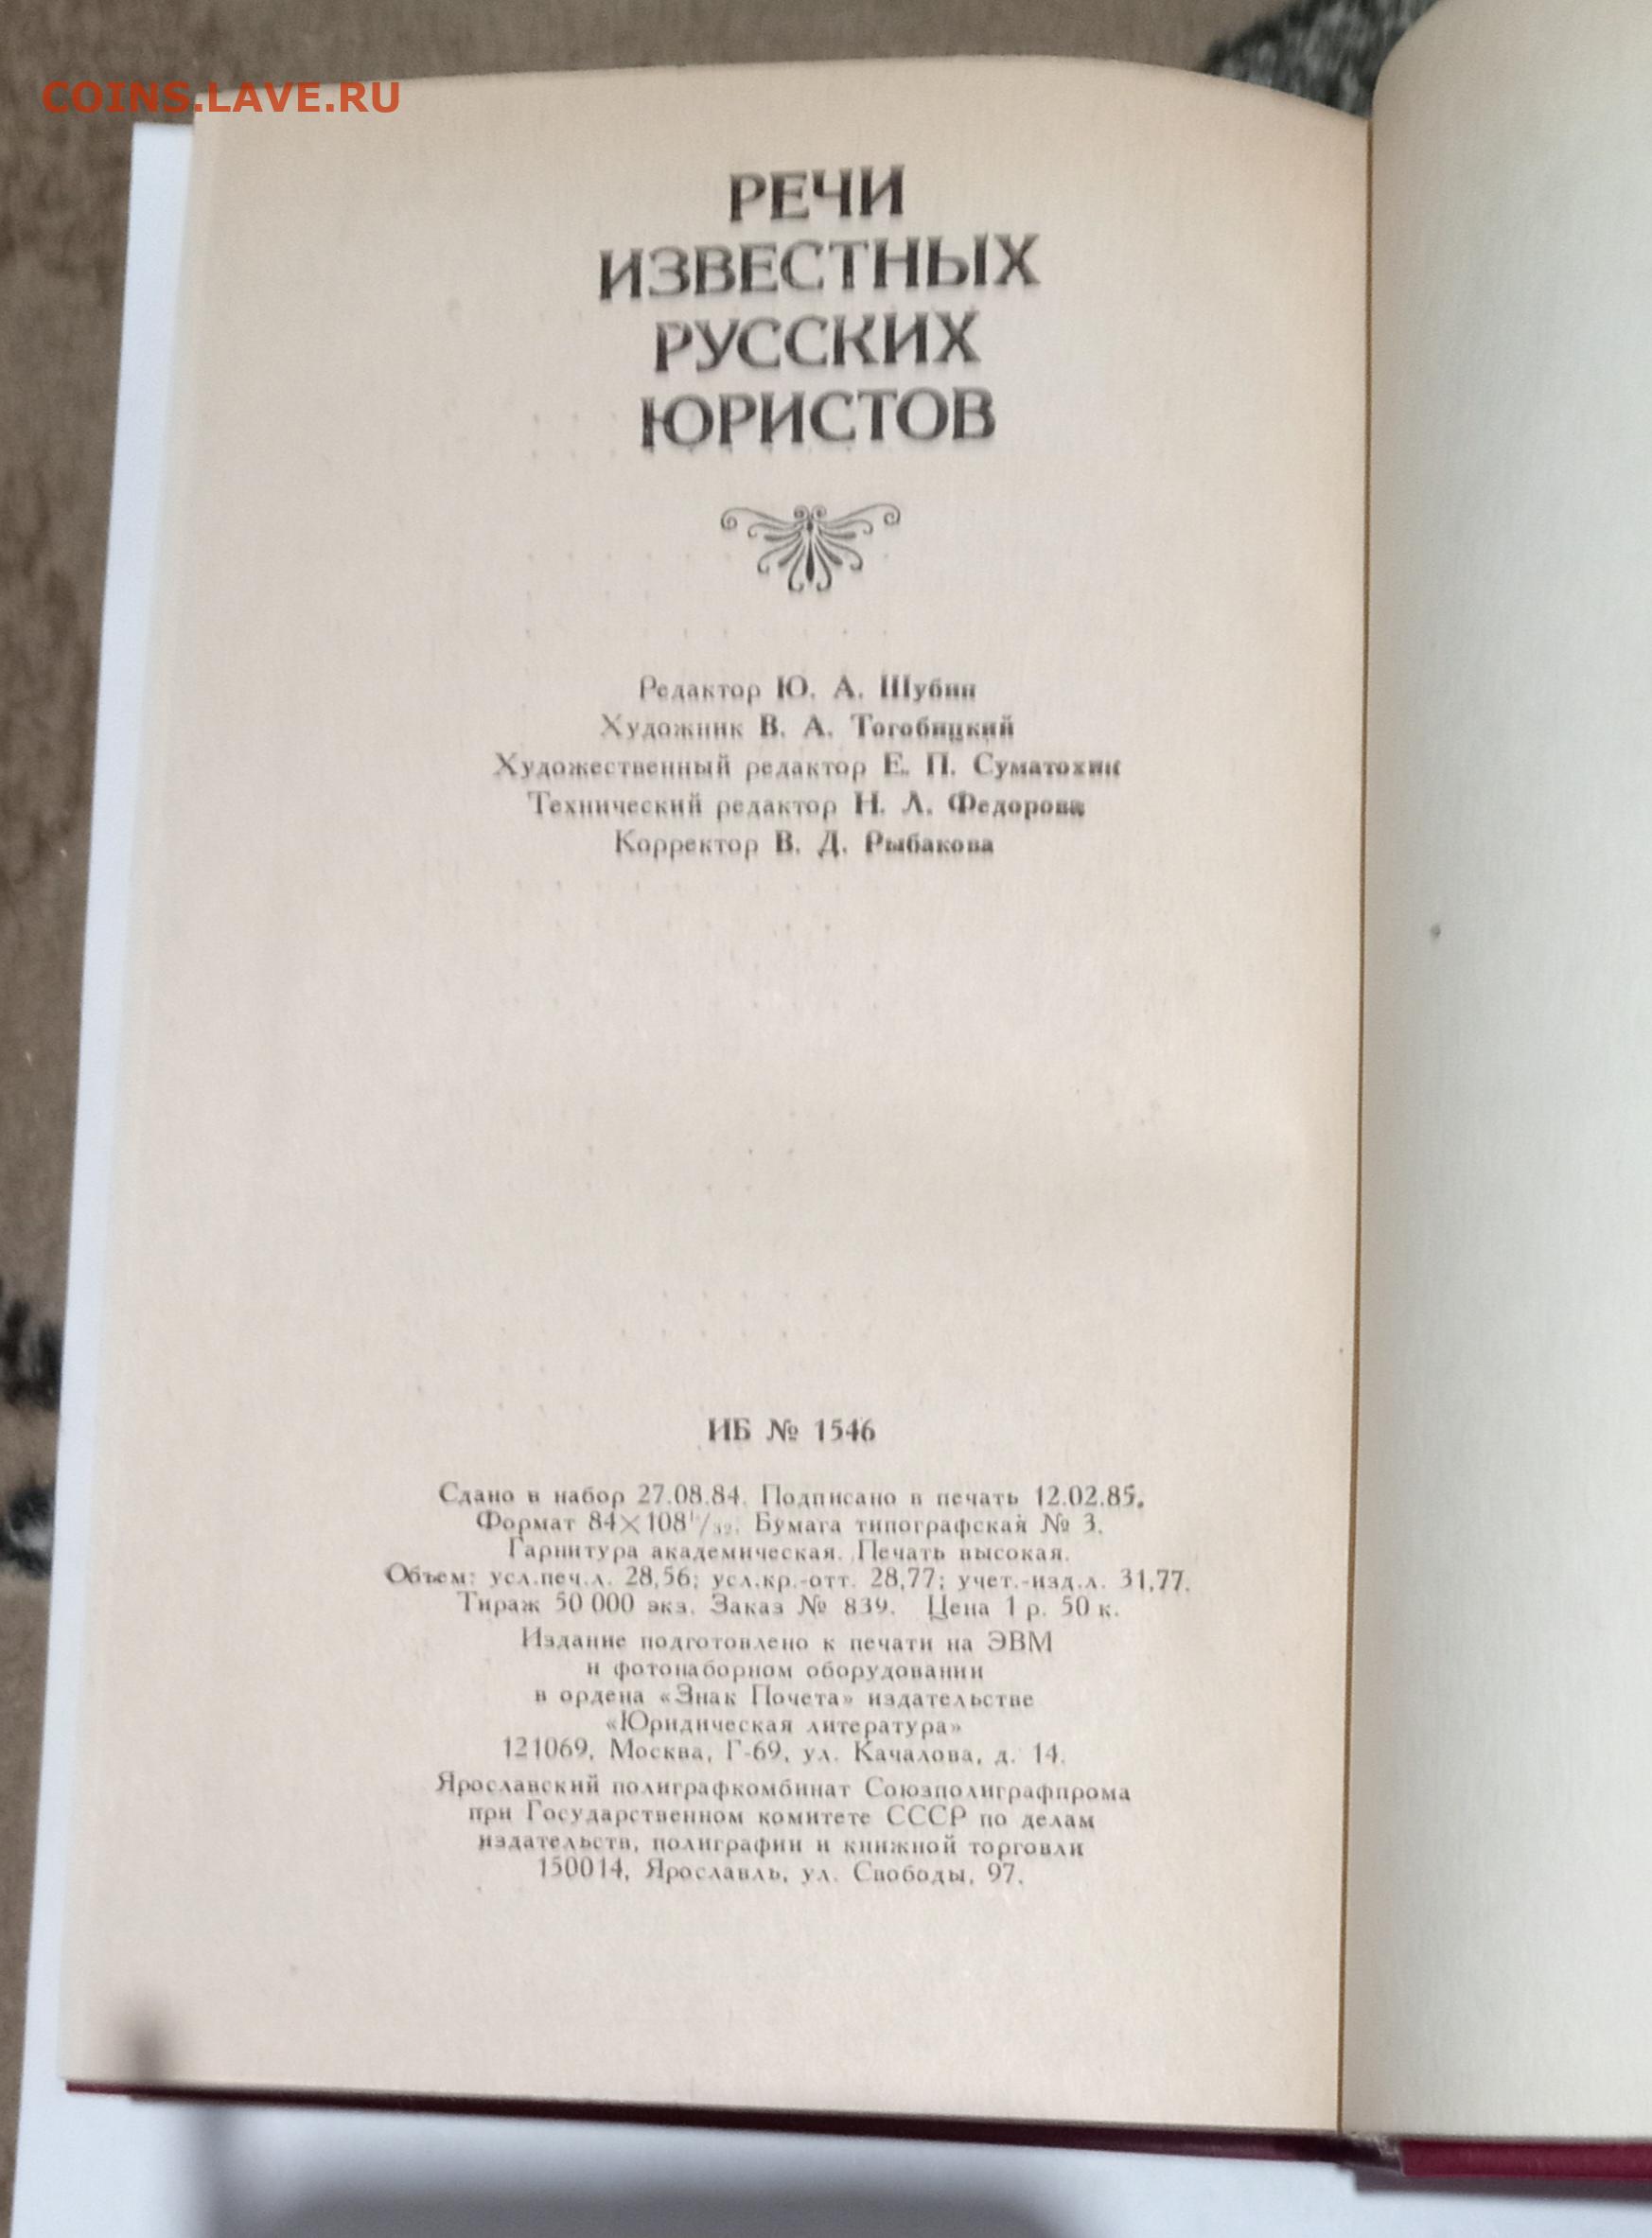 COINS.LAVE.RU
РЕЧИ
ИЗВЕСТНЫХ
РУССКИХ
ЮРИСТОВ
Редактор Ю. А. Шубин
Художник В. А. Тогобицкий
Художественный редактор Е. П. Суматохин
Технический редактор Н. Л. Федорова
Корректор В. Д. Рыбакова
ИБ № 1546
Сдано в набор 27.08.84. Подписано в печать 12.02.85.
Формат 84×108¹/₃₂. Бумага типографская № 3.
Гарнитура академическая. Печать высокая.
Объем: усл.печ.л. 28,56; усл.кр.-отт. 28,77; учет.-изд.л. 31,77.
Тираж 50 000 экз. Заказ № 839. Цена 1 р. 50 к.
Издание подготовлено к печати на ЭВМ
и фотонаборном оборудовании
в ордена «Знак Почета» издательстве
«Юридическая литература»
121069, Москва, Г-69, ул. Качалова, д. 14.
Ярославский полиграфкомбинат Союзполиграфпрома
при Государственном комитете СССР по делам
издательств, полиграфии и книжной торговли
150014, Ярославль, ул. Свободы, 97.